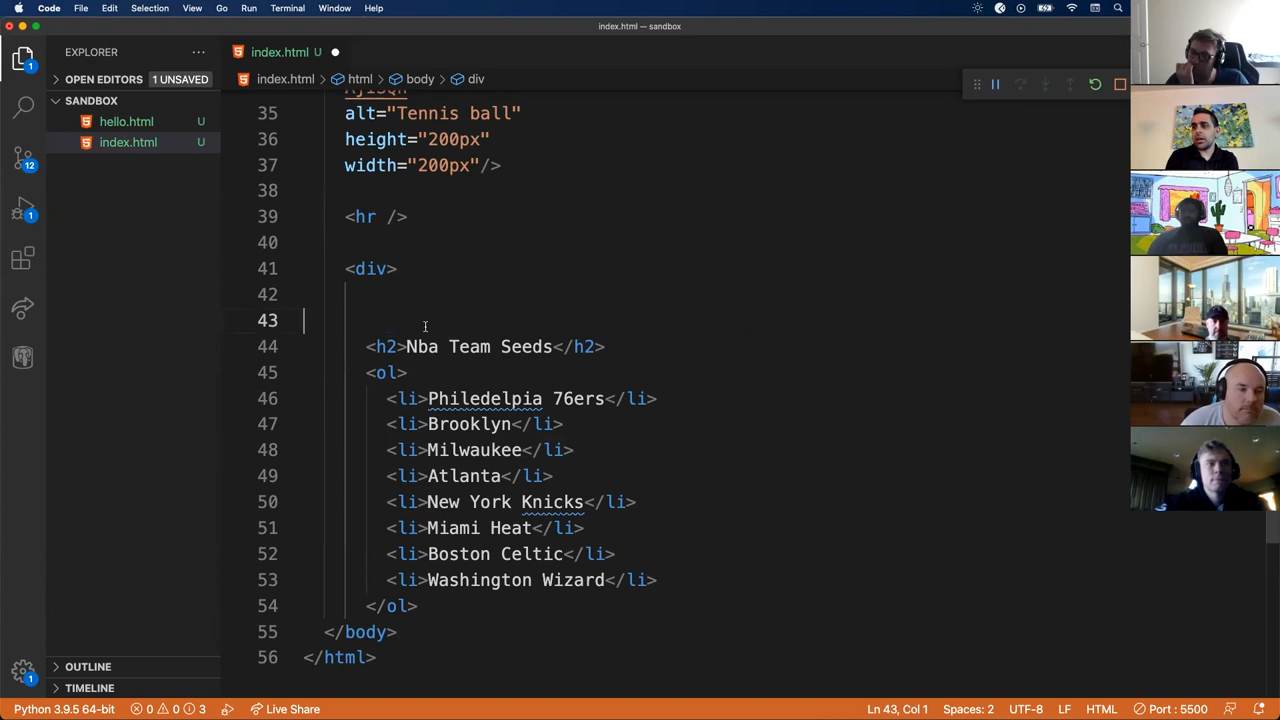 Code File Edit Selection View Go Run Terminal Window Help
index.html — sandbox
EXPLORER
index.html U
OPEN EDITORS 1 UNSAVED
index.html > html > body > div
SANDBOX
hello.html U
index.html U
1
12
1
35 alt="Tennis ball"
36 height="200px"
37 width="200px"/>
38
39 <hr />
40
41 <div>
42
43
44 <h2>Nba Team Seeds</h2>
45 <ol>
46 <li>Philedelpia 76ers</li>
47 <li>Brooklyn</li>
48 <li>Milwaukee</li>
49 <li>Atlanta</li>
50 <li>New York Knicks</li>
51 <li>Miami Heat</li>
52 <li>Boston Celtic</li>
53 <li>Washington Wizard</li>
54 </ol>
55 </body>
56 </html>
OUTLINE
1
TIMELINE
Python 3.9.5 64-bit 0 0 3 Live Share Ln 43, Col 1 Spaces: 2 UTF-8 LF HTML Port : 5500